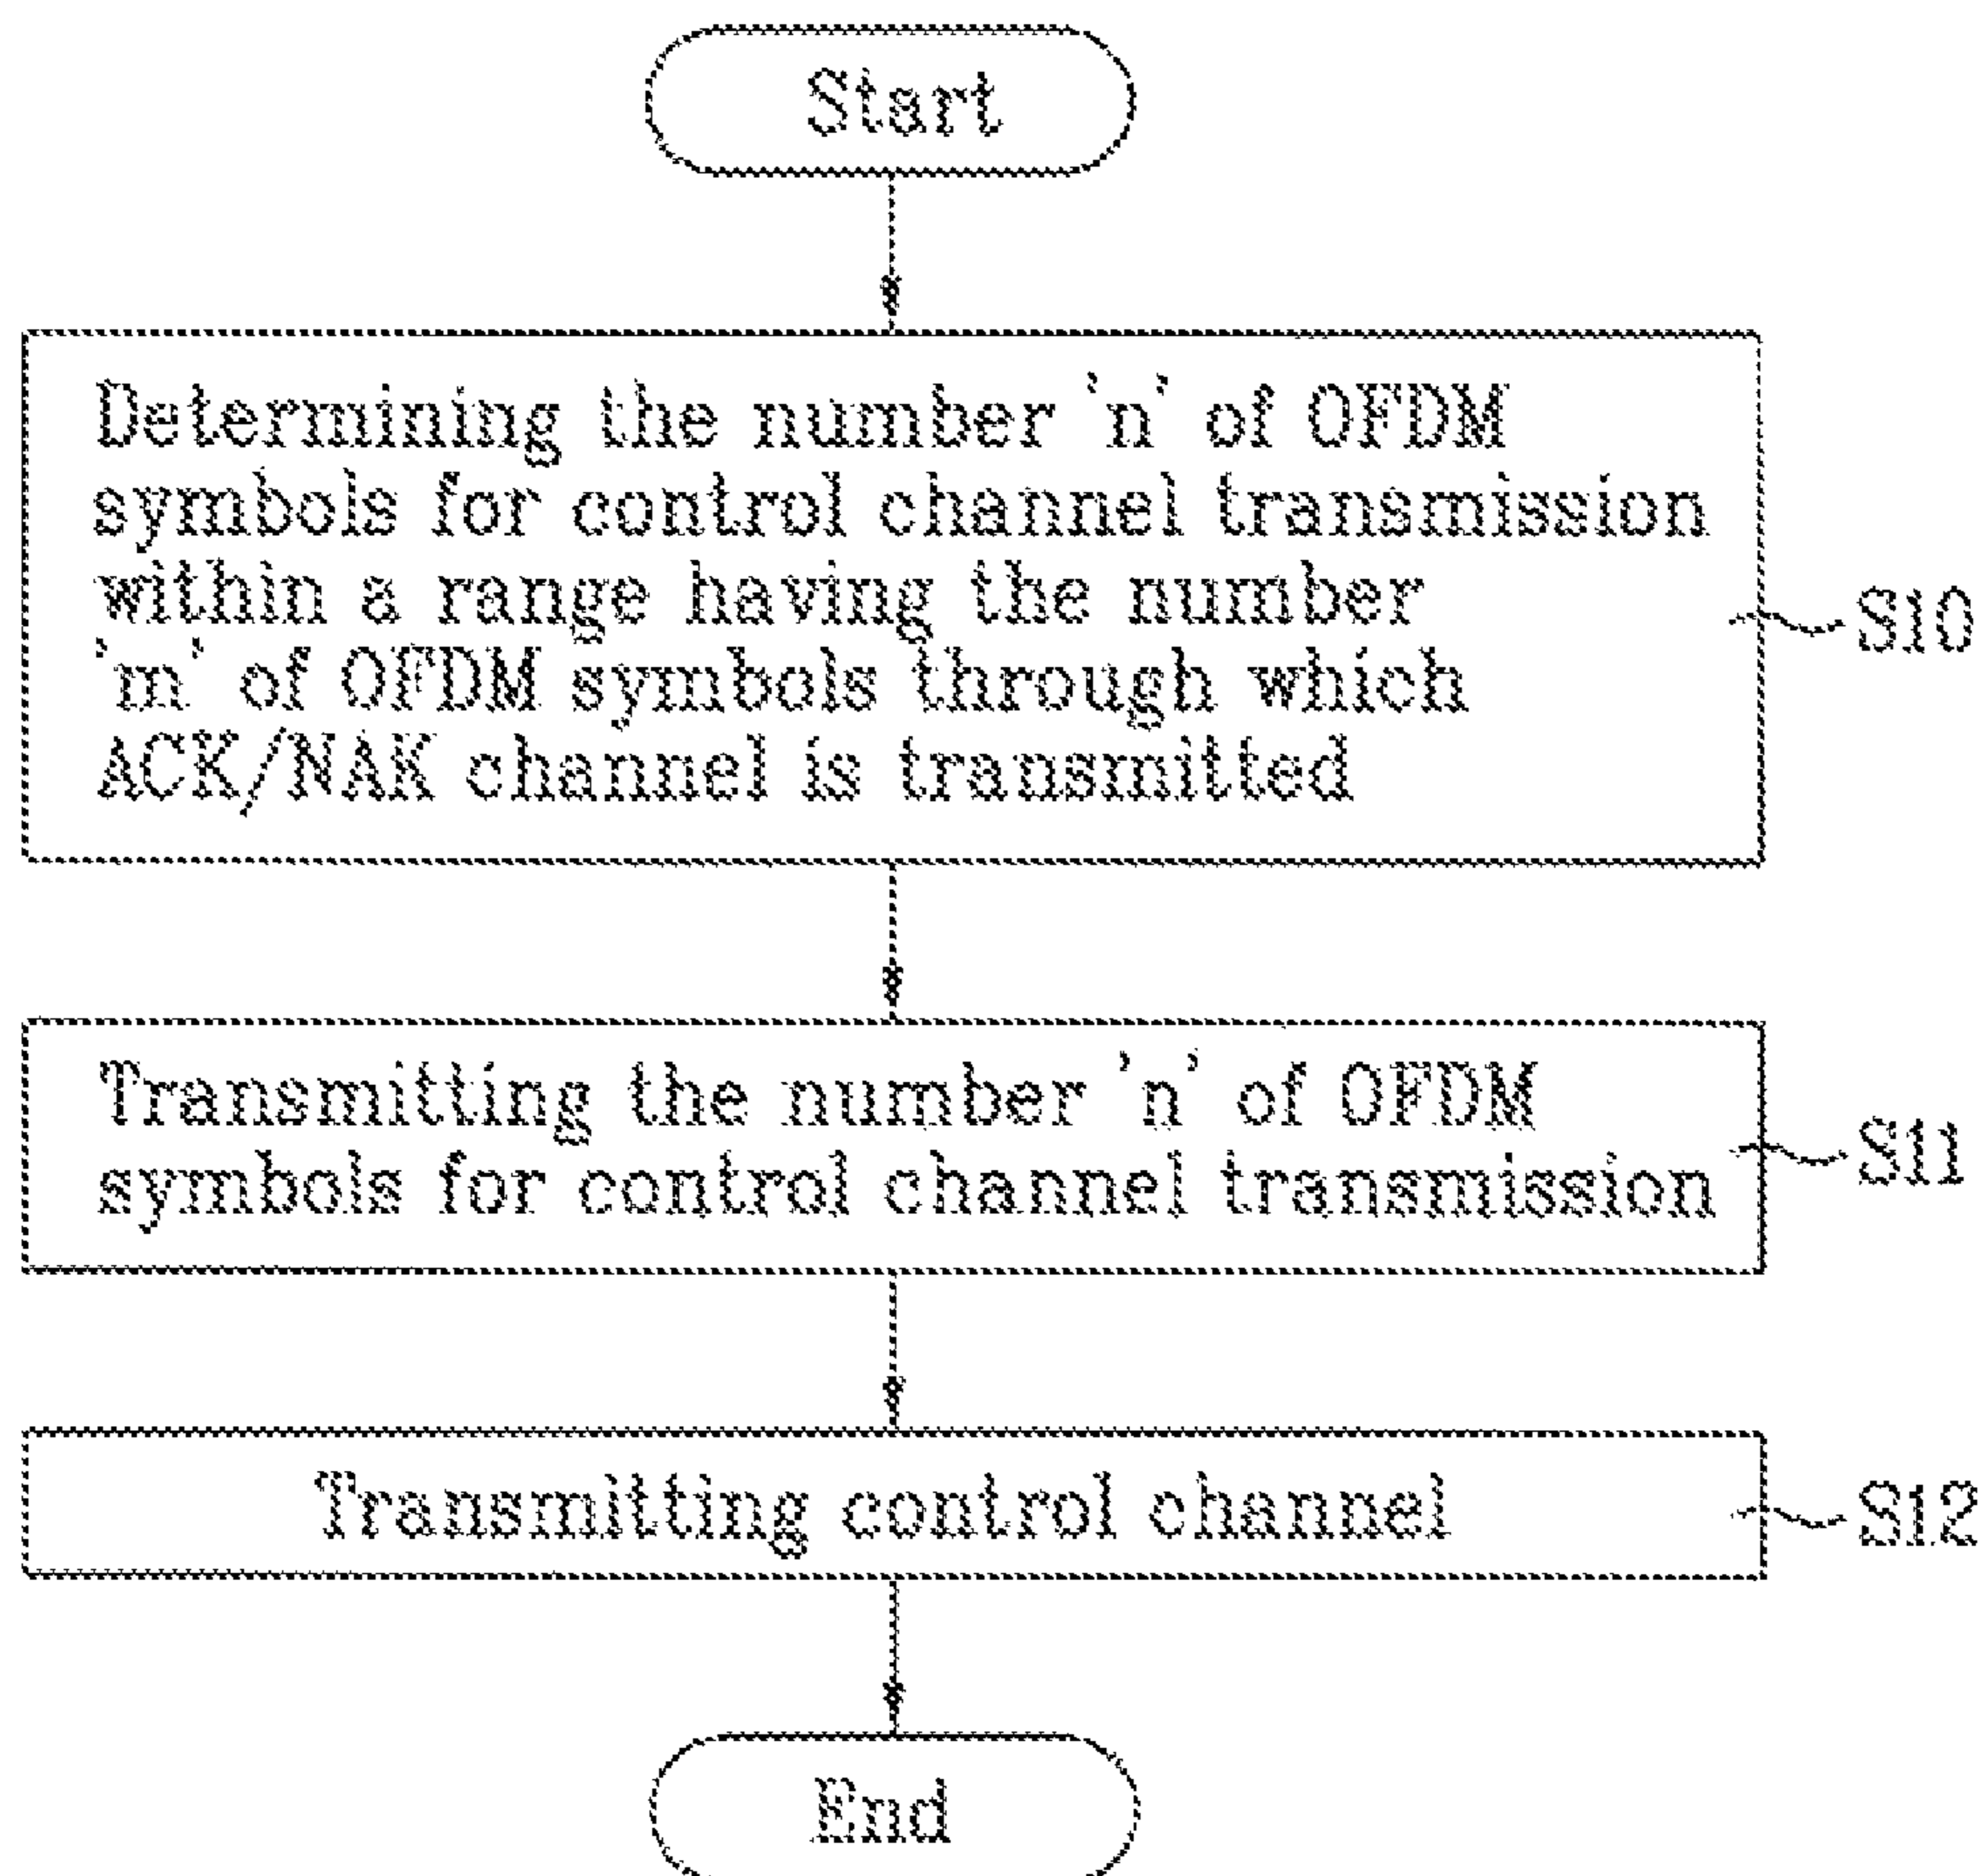 Start
Determining the number 'n' of OFDM
symbols for control channel transmission
within a range having the number
'm' of OFDM symbols through which
ACK/NAK channel is transmitted
S10
Transmitting the number 'n' of OFDM
symbols for control channel transmission
S11
Transmitting control channel
S12
End